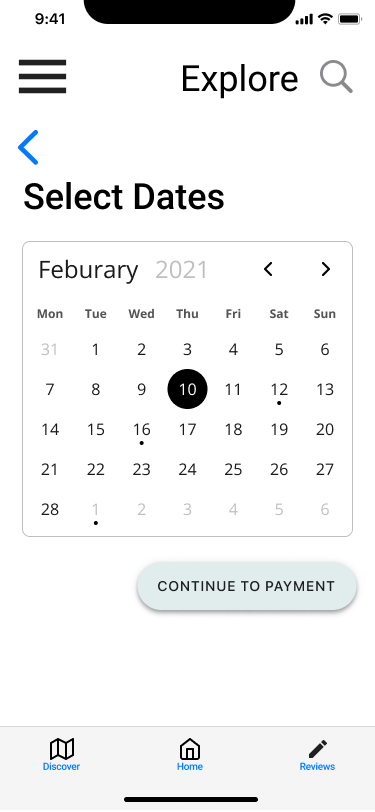 9:41
Explore
Select Dates
Feburary 2021
Mon Tue Wed Thu Fri Sat Sun
31 1 2 3 4 5 6
7 8 9 10 11 12 13
14 15 16 17 18 19 20
21 22 23 24 25 26 27
28 1 2 3 4 5 6
CONTINUE TO PAYMENT
Discover Home Reviews